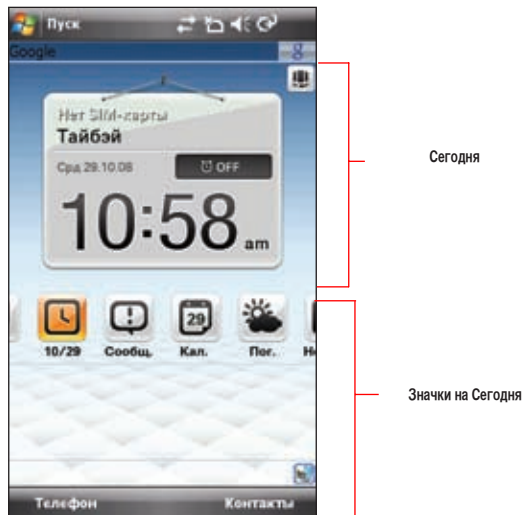 Пуск
Google
Нет SIM-карты
Тайбэй
Срд 29.10.08
OFF
10:58 am
29
10/29 Сообщ. Кал. Пог.
Телефон Контакты
Сегодня
Значки на Сегодня